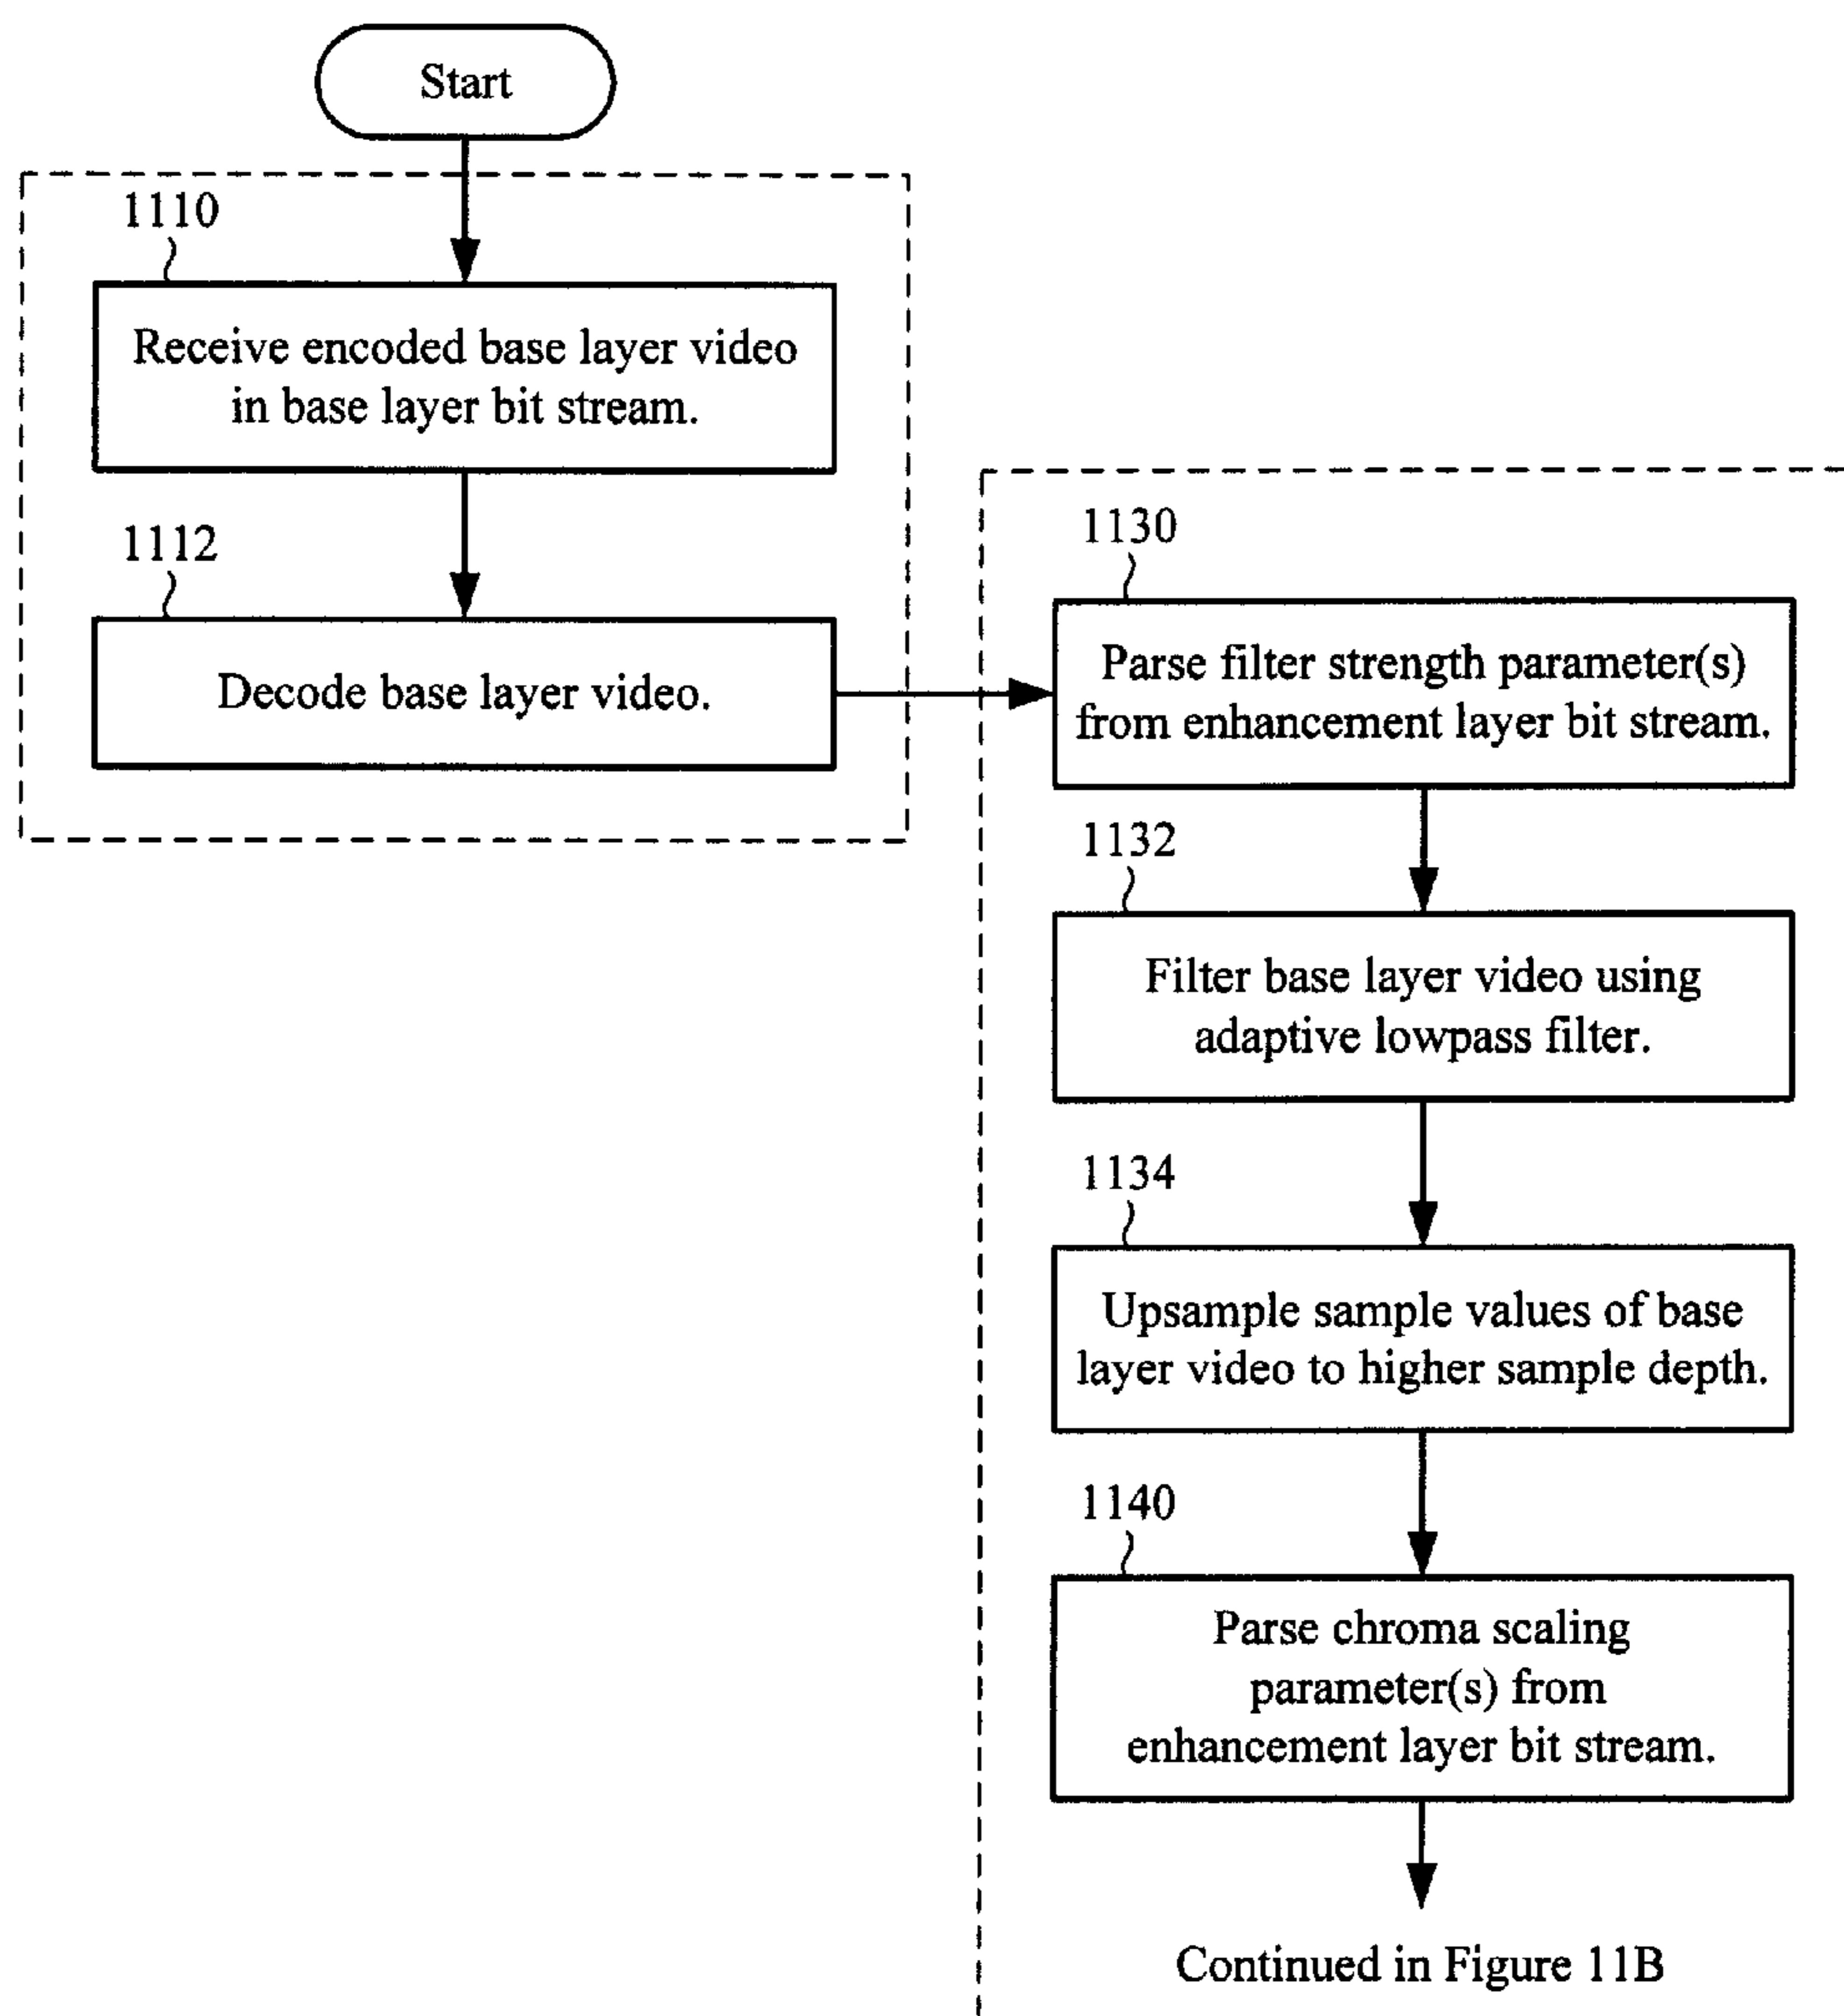 Start
1110
Receive encoded base layer video
in base layer bit stream.
1112
Decode base layer video.
1130
Parse filter strength parameter(s)
from enhancement layer bit stream.
1132
Filter base layer video using
adaptive lowpass filter.
1134
Upsample sample values of base
layer video to higher sample depth.
1140
Parse chroma scaling
parameter(s) from
enhancement layer bit stream.
Continued in Figure 11B